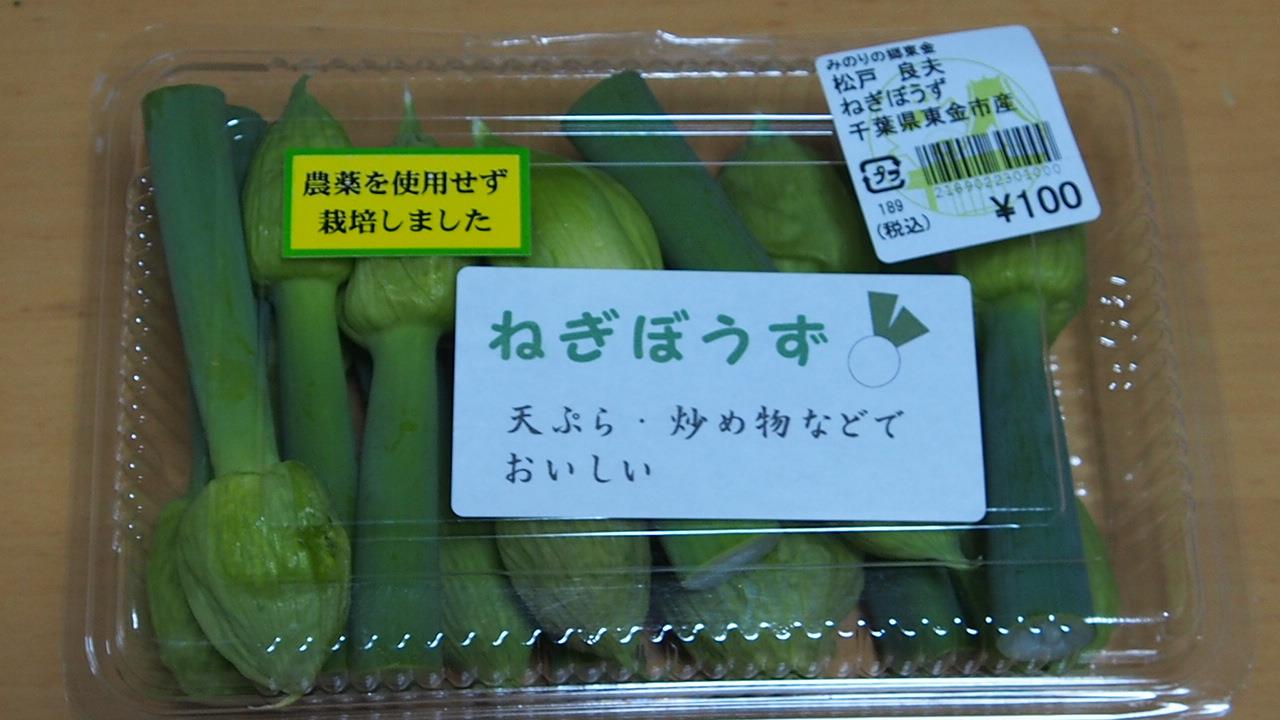 みのりの郷東金
松戸 良夫
ねぎぼうず
千葉県東金市産
2189022301000
189
(税込)
¥100
農薬を使用せず
栽培しました
ねぎぼうず
天ぷら・炒め物などで
おいしい